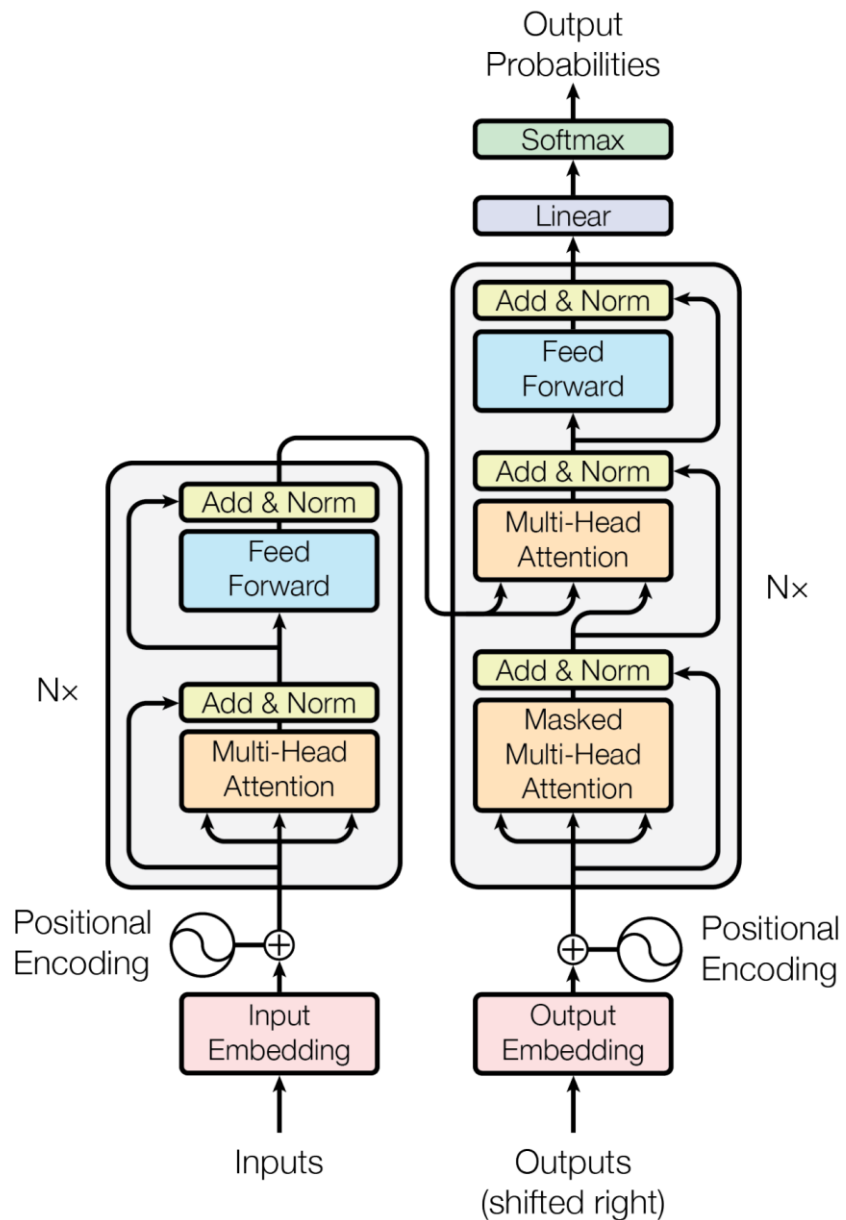 Output
Probabilities
Softmax
Linear
Add & Norm
Feed
Forward
Add & Norm
Multi-Head
Attention
Nx
Add & Norm
Masked
Multi-Head
Attention
Add & Norm
Feed
Forward
Nx
Add & Norm
Multi-Head
Attention
Positional
Encoding
Positional
Encoding
Input
Embedding
Output
Embedding
Inputs
Outputs
(shifted right)